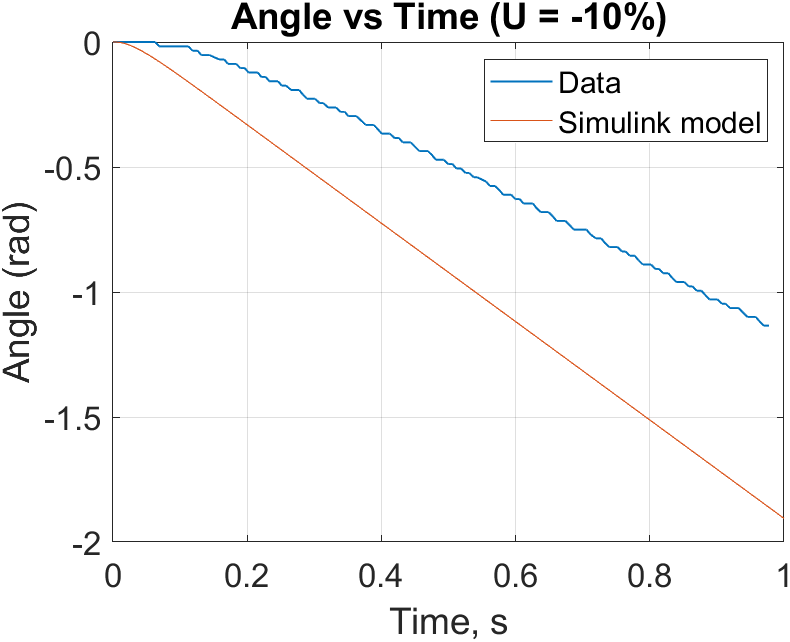 Angle vs Time (U = -10%)
Data
Simulink model
0
-0.5
-1
-1.5
-2
Angle (rad)
0 0.2 0.4 0.6 0.8 1
Time, s